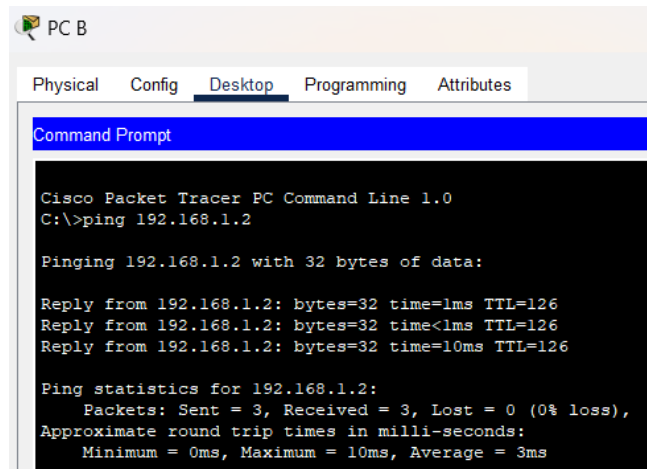 PC B
Physical Config Desktop Programming Attributes
Command Prompt
Cisco Packet Tracer PC Command Line 1.0
C:\>ping 192.168.1.2
Pinging 192.168.1.2 with 32 bytes of data:
Reply from 192.168.1.2: bytes=32 time=1ms TTL=126
Reply from 192.168.1.2: bytes=32 time<1ms TTL=126
Reply from 192.168.1.2: bytes=32 time=10ms TTL=126
Ping statistics for 192.168.1.2:
Packets: Sent = 3, Received = 3, Lost = 0 (0% loss),
Approximate round trip times in milli-seconds:
Minimum = 0ms, Maximum = 10ms, Average = 3ms